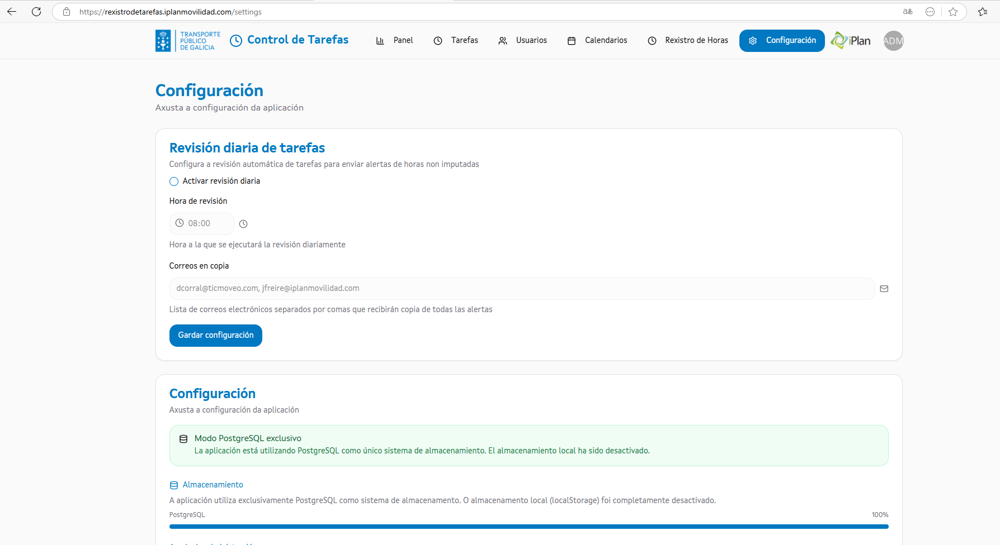 https://rexistrodetarefas.iplanmovilidad.com/settings
TRANSPORTE
PÚBLICO
DE GALICIA
Control de Tarefas
Panel
Tarefas
Usuarios
Calendarios
Rexistro de Horas
Configuración
iPlan
ADM
Configuración
Axusta a configuración da aplicación
Revisión diaria de tarefas
Configura a revisión automática de tarefas para enviar alertas de horas non imputadas
Activar revisión diaria
Hora de revisión
08:00
Hora a la que se ejecutará la revisión diariamente
Correos en copia
dcorral@ticmoveo.com, jfreire@iplanmovilidad.com
Lista de correos electrónicos separados por comas que recibirán copia de todas las alertas
Gardar configuración
Configuración
Axusta a configuración da aplicación
Modo PostgreSQL exclusivo
La aplicación está utilizando PostgreSQL como único sistema de almacenamiento. El almacenamiento local ha sido desactivado.
Almacenamiento
A aplicación utiliza exclusivamente PostgreSQL como sistema de almacenamento. O almacenamento local (localStorage) foi completamente desactivado.
PostgreSQL
100%